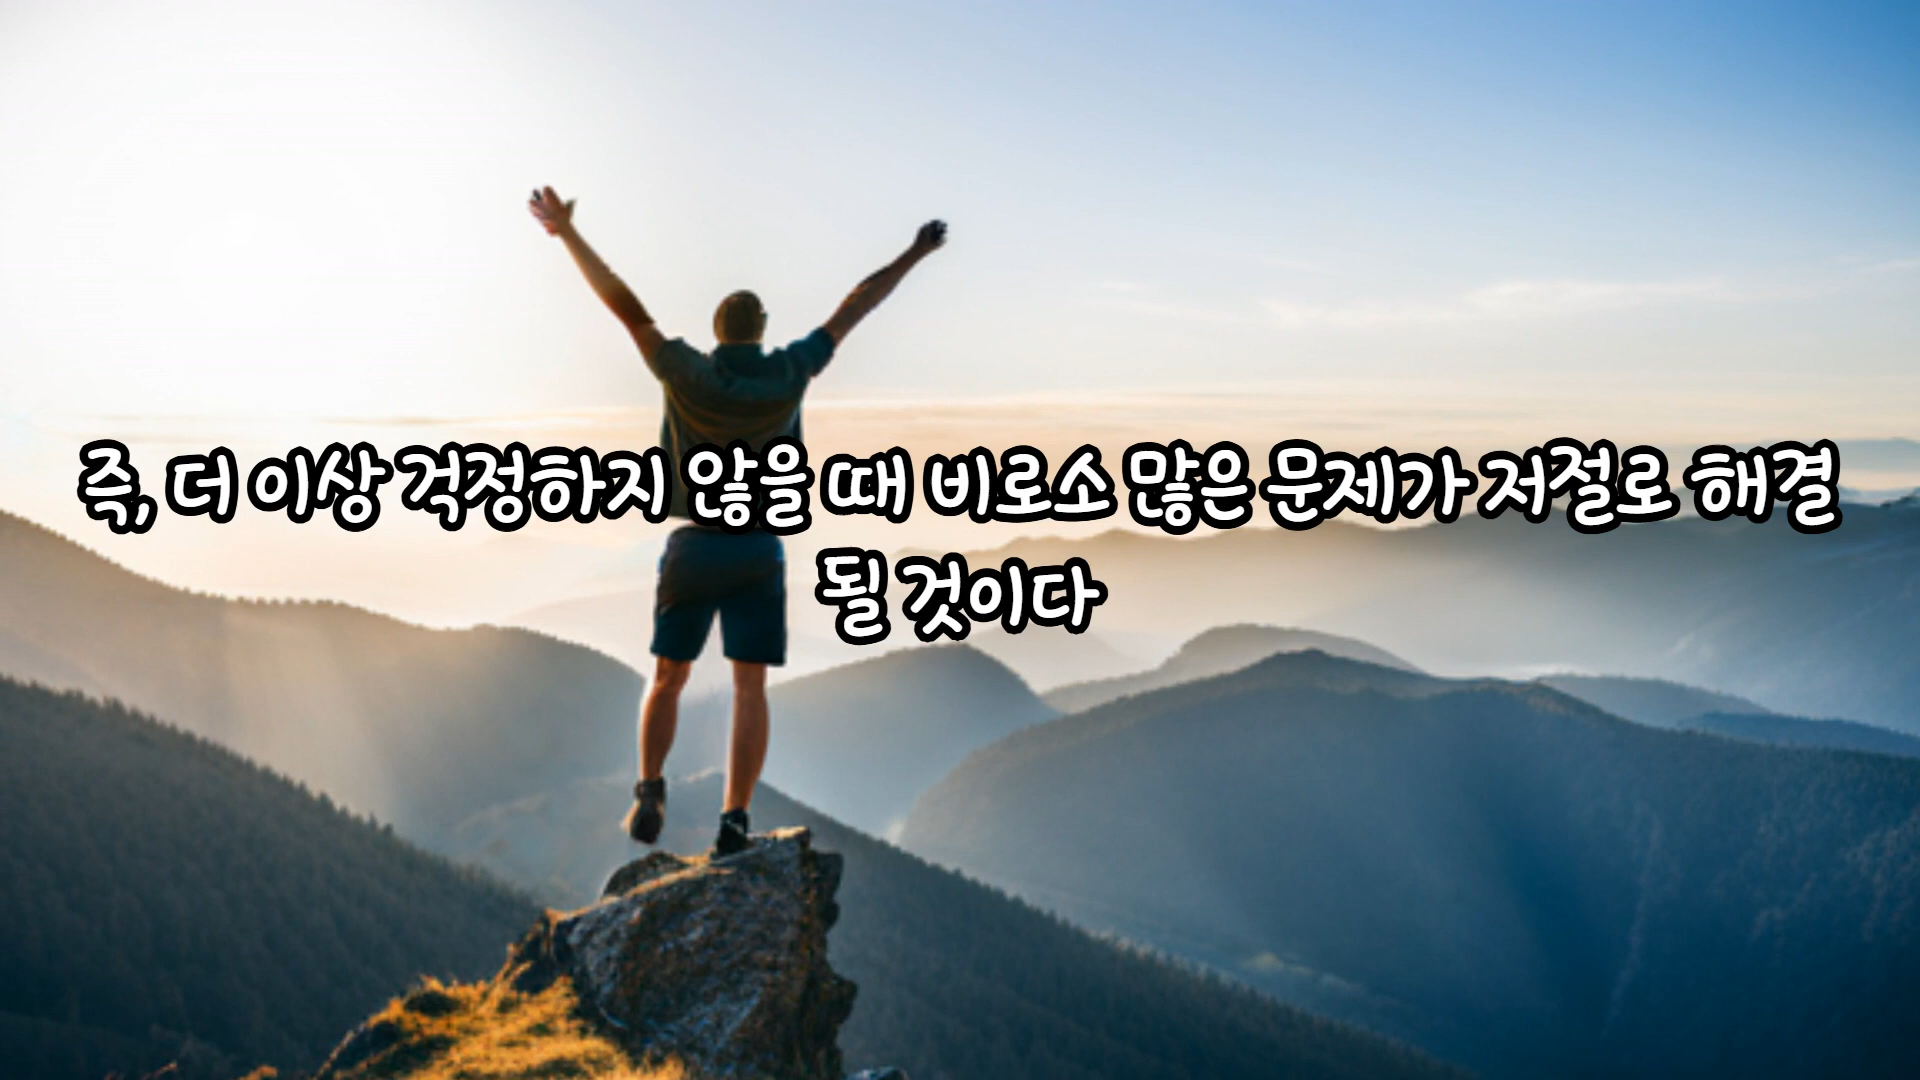 즉, 더 이상 걱정하지 않을 때 비로소 많은 문제가 저절로 해결
될 것이다